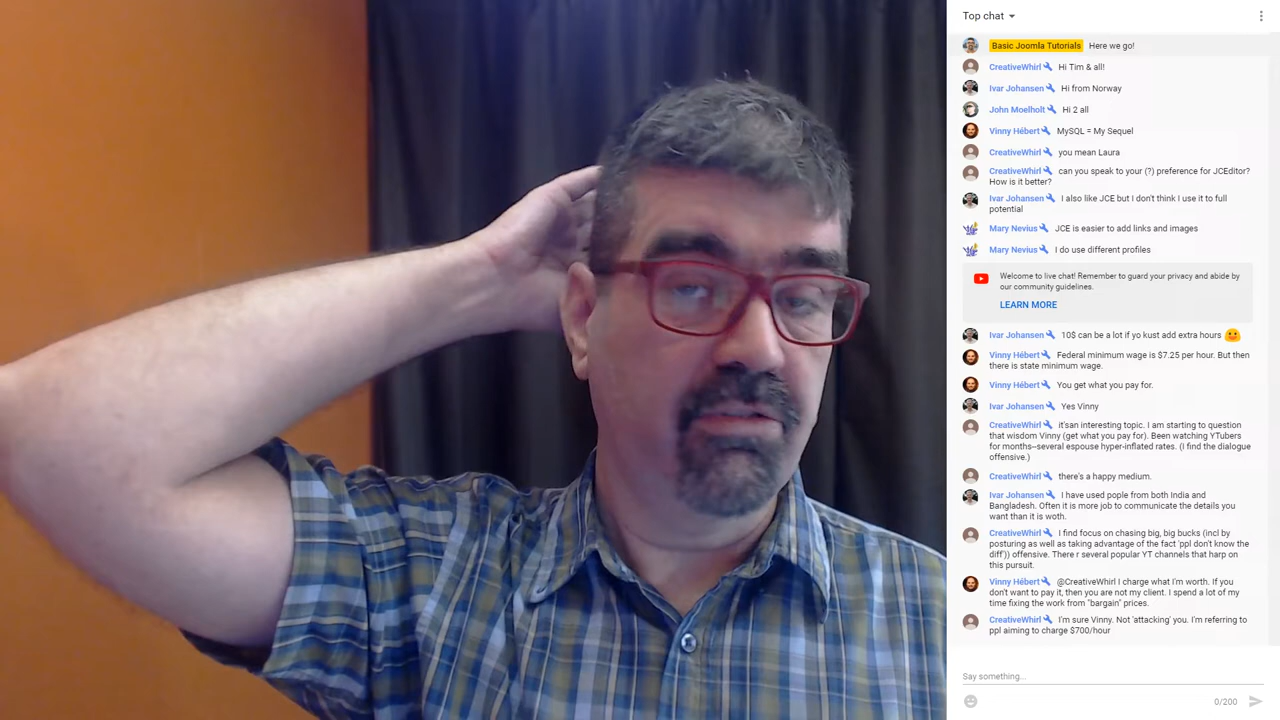 Top chat
Basic Joomla Tutorials Here we go!
CreativeWhirl Hi Tim & all!
Ivar Johansen Hi from Norway
John Moelholt Hi 2 all
Vinny Hébert MySQL = My Sequel
CreativeWhirl you mean Laura
CreativeWhirl can you speak to your (?) preference for JCEditor?
How is it better?
Ivar Johansen I also like JCE but I don't think I use it to full
potential
Mary Nevius JCE is easier to add links and images
Mary Nevius I do use different profiles
Welcome to live chat! Remember to guard your privacy and abide by
our community guidelines.
LEARN MORE
Ivar Johansen 10$ can be a lot if yo kust add extra hours
Vinny Hébert Federal minimum wage is $7.25 per hour. But then
there is state minimum wage.
Vinny Hébert You get what you pay for.
Ivar Johansen Yes Vinny
CreativeWhirl it'san interesting topic. I am starting to question
that wisdom Vinny (get what you pay for). Been watching YTubers
for months--several espouse hyper-inflated rates. (I find the dialogue
offensive.)
CreativeWhirl there's a happy medium.
Ivar Johansen I have used pople from both India and
Bangladesh. Often it is more job to communicate the details you
want than it is woth.
CreativeWhirl I find focus on chasing big, big bucks (incl by
posturing as well as taking advantage of the fact 'ppl don't know the
diff')) offensive. There r several popular YT channels that harp on
this pursuit.
Vinny Hébert @CreativeWhirl I charge what I'm worth. If you
don't want to pay it, then you are not my client. I spend a lot of my
time fixing the work from "bargain" prices.
CreativeWhirl I'm sure Vinny. Not 'attacking' you. I'm referring to
ppl aiming to charge $700/hour
Say something...
0/200